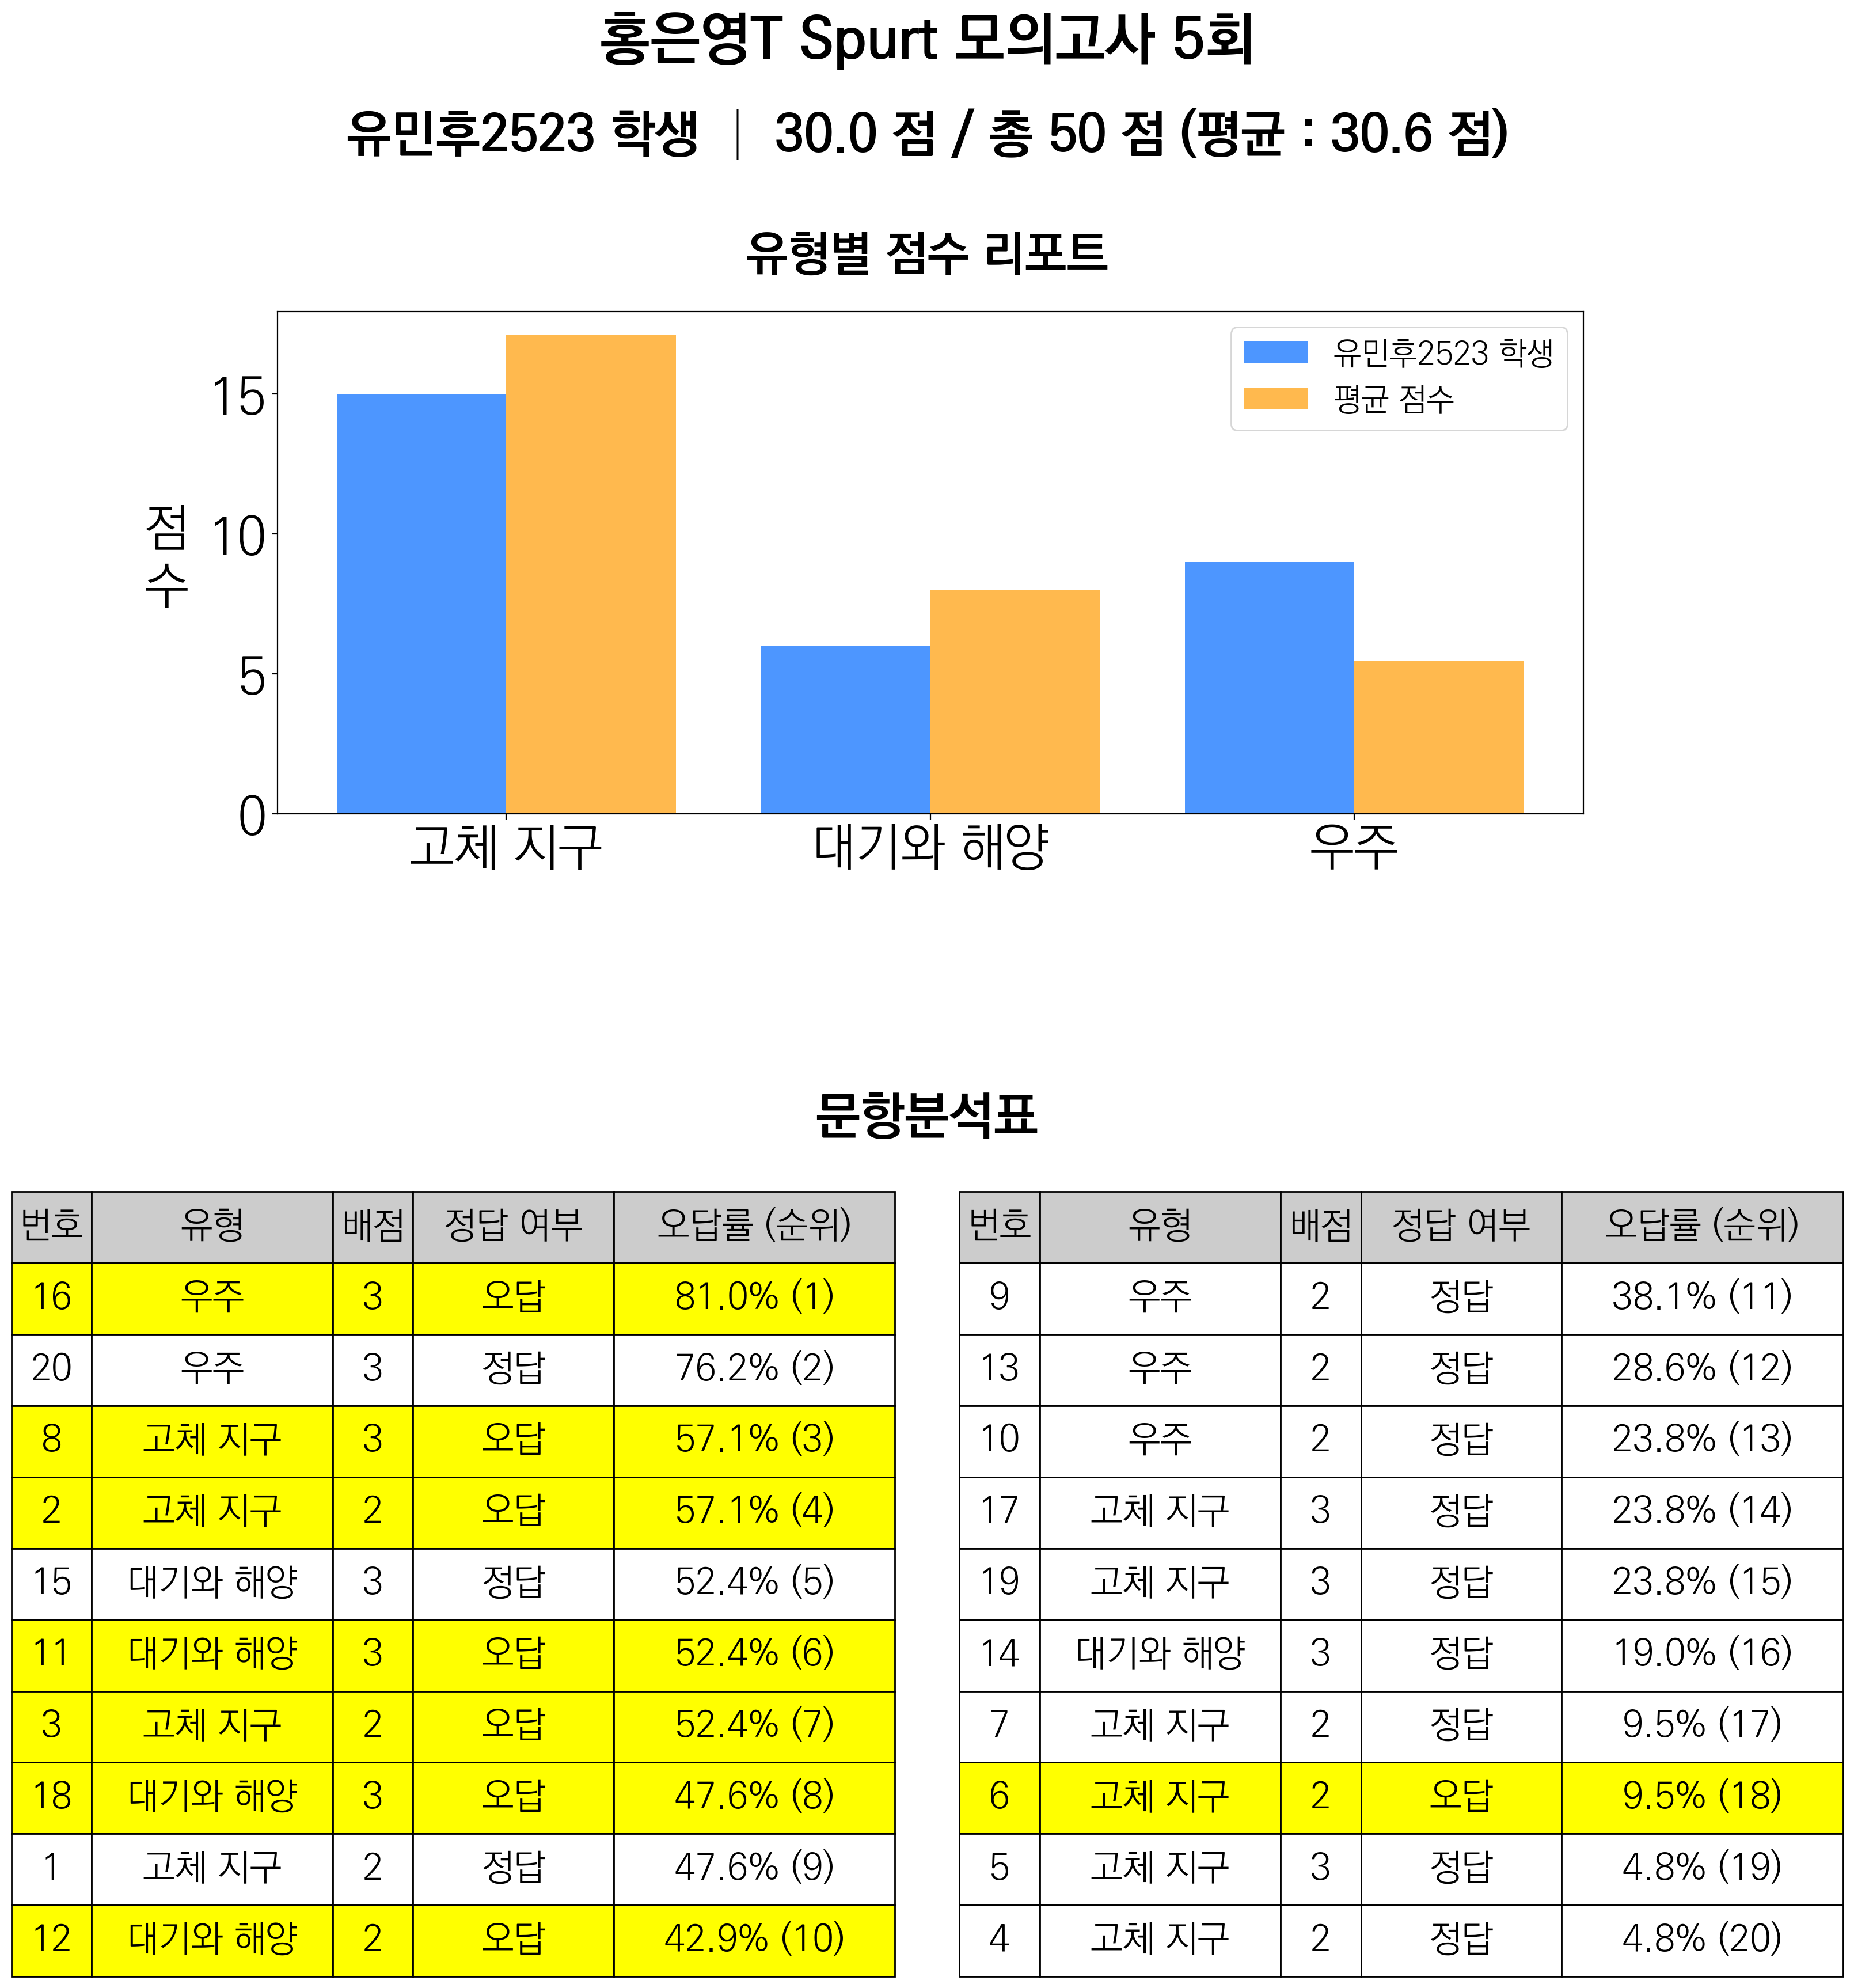 홍은영T Spurt 모의고사 5회
유민후2523 학생 | 30.0 점 / 총 50 점 (평균 : 30.6 점)
유형별 점수 리포트
유민후2523 학생
평균 점수
점수
15
10
5
0
고체 지구 대기와 해양 우주
문항분석표
번호 유형 배점 정답 여부 오답률 (순위)
16 우주 3 오답 81.0% (1)
20 우주 3 정답 76.2% (2)
8 고체 지구 3 오답 57.1% (3)
2 고체 지구 2 오답 57.1% (4)
15 대기와 해양 3 정답 52.4% (5)
11 대기와 해양 3 오답 52.4% (6)
3 고체 지구 2 오답 52.4% (7)
18 대기와 해양 3 오답 47.6% (8)
1 고체 지구 2 정답 47.6% (9)
12 대기와 해양 2 오답 42.9% (10)
번호 유형 배점 정답 여부 오답률 (순위)
9 우주 2 정답 38.1% (11)
13 우주 2 정답 28.6% (12)
10 우주 2 정답 23.8% (13)
17 고체 지구 3 정답 23.8% (14)
19 고체 지구 3 정답 23.8% (15)
14 대기와 해양 3 정답 19.0% (16)
7 고체 지구 2 정답 9.5% (17)
6 고체 지구 2 오답 9.5% (18)
5 고체 지구 3 정답 4.8% (19)
4 고체 지구 2 정답 4.8% (20)